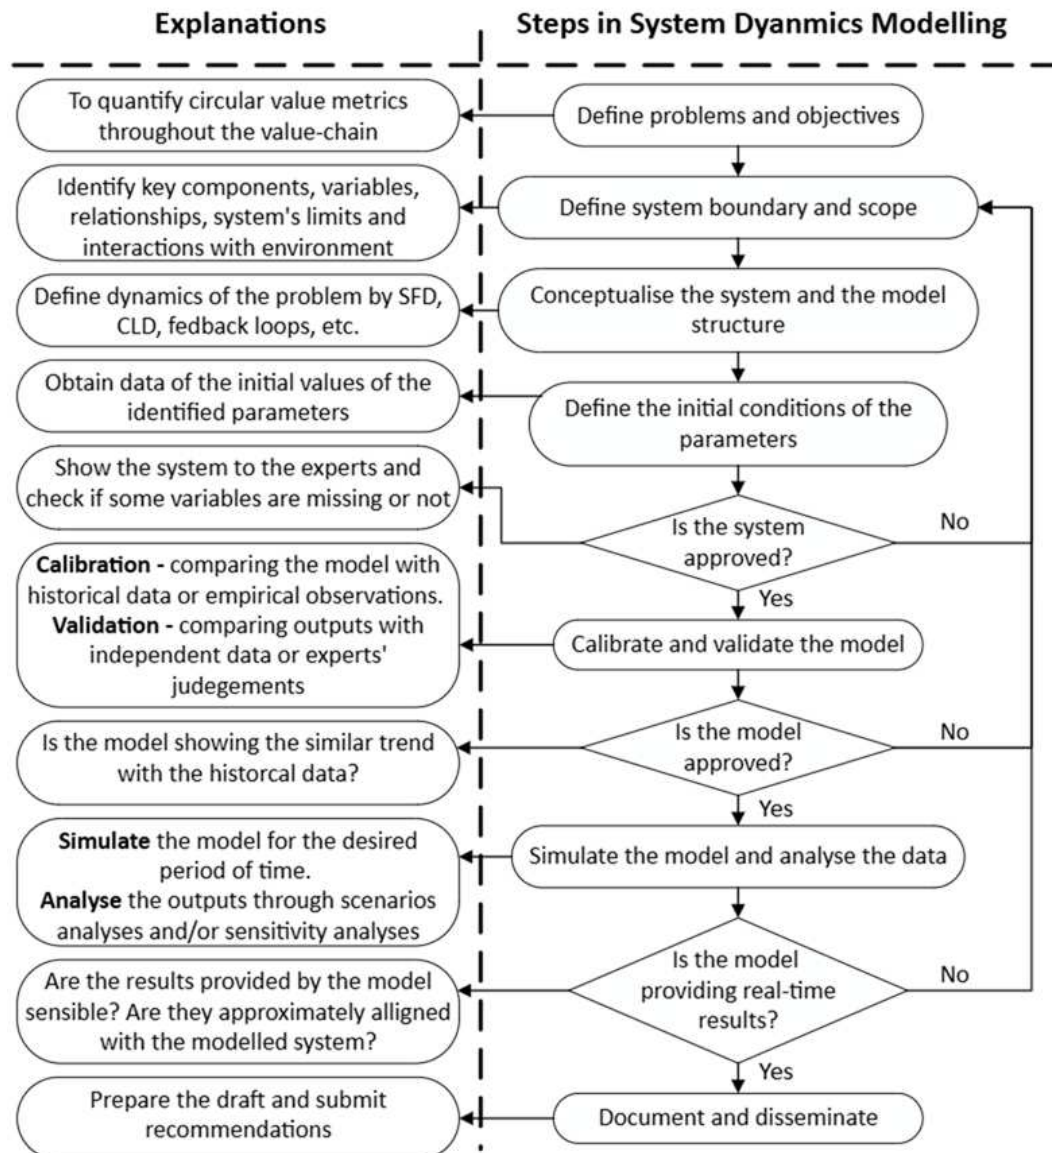 Explanations
Steps in System Dyanmics Modelling
To quantify circular value metrics
throughout the value-chain
Define problems and objectives
Identify key components, variables,
relationships, system's limits and
interactions with environment
Define system boundary and scope
Define dynamics of the problem by SFD,
CLD, fedback loops, etc.
Conceptualise the system and the model
structure
Obtain data of the initial values of the
identified parameters
Define the initial conditions of the
parameters
Show the system to the experts and
check if some variables are missing or not
Is the system
approved?
No
Yes
Calibration - comparing the model with
historical data or empirical observations.
Validation - comparing outputs with
independent data or experts'
judegements
Calibrate and validate the model
Is the model showing the similar trend
with the historcal data?
Is the model
approved?
No
Yes
Simulate the model for the desired
period of time.
Analyse the outputs through scenarios
analyses and/or sensitivity analyses
Simulate the model and analyse the data
Are the results provided by the model
sensible? Are they approximately alligned
with the modelled system?
Is the model
providing real-time
results?
No
Yes
Prepare the draft and submit
recommendations
Document and disseminate